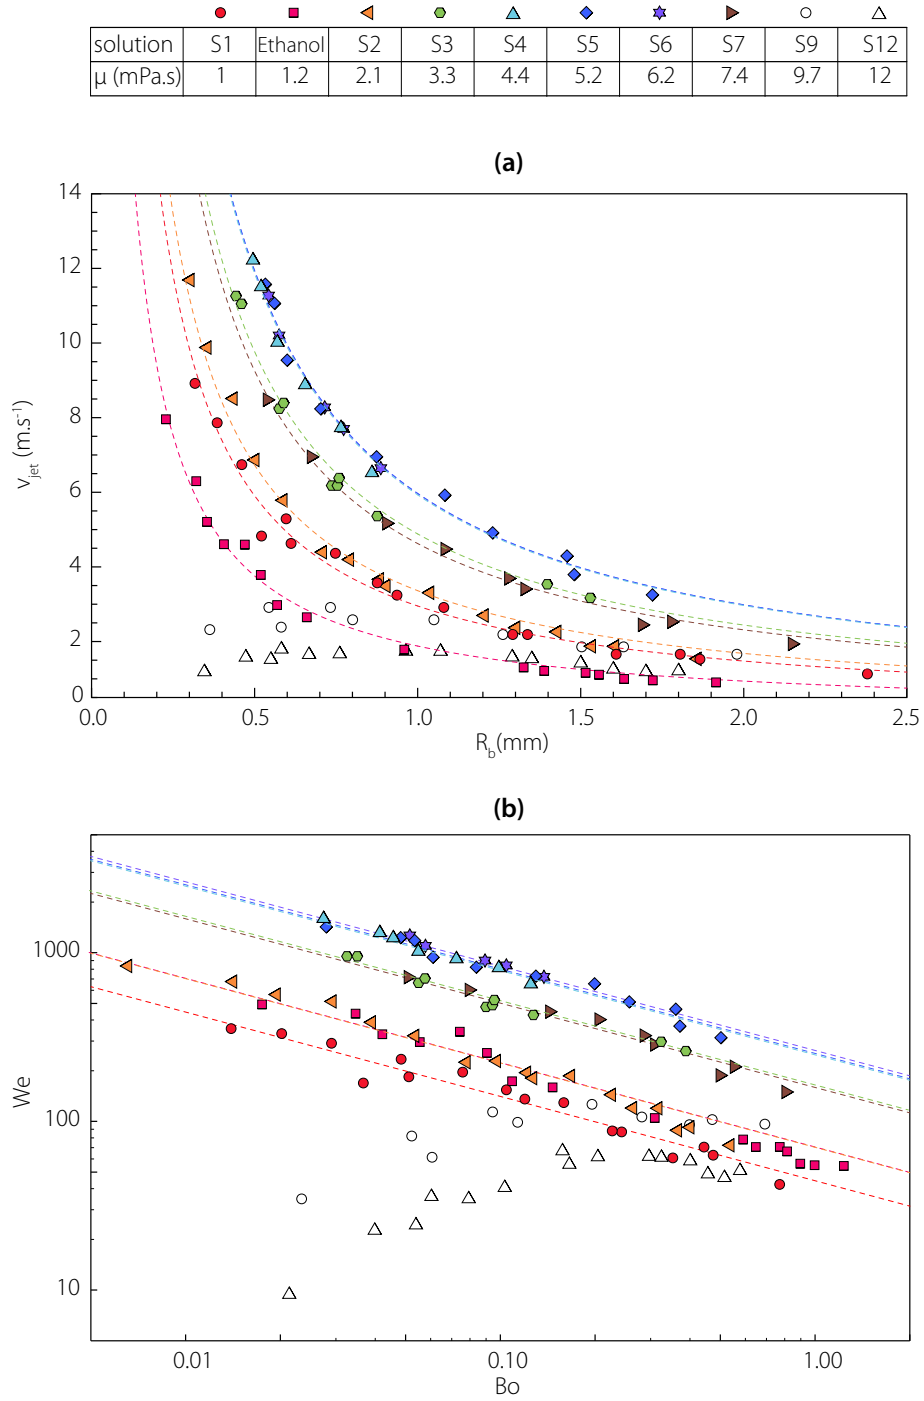 solution S1 Ethanol S2 S3 S4 S5 S6 S7 S9 S12
μ (mPa.s) 1 1.2 2.1 3.3 4.4 5.2 6.2 7.4 9.7 12
(a)
14
12
10
8
6
4
2
0
v_jet (m.s⁻¹)
0.0 0.5 1.0 1.5 2.0 2.5
R_b(mm)
(b)
1000
100
10
We
0.01 0.10 1.00
Bo